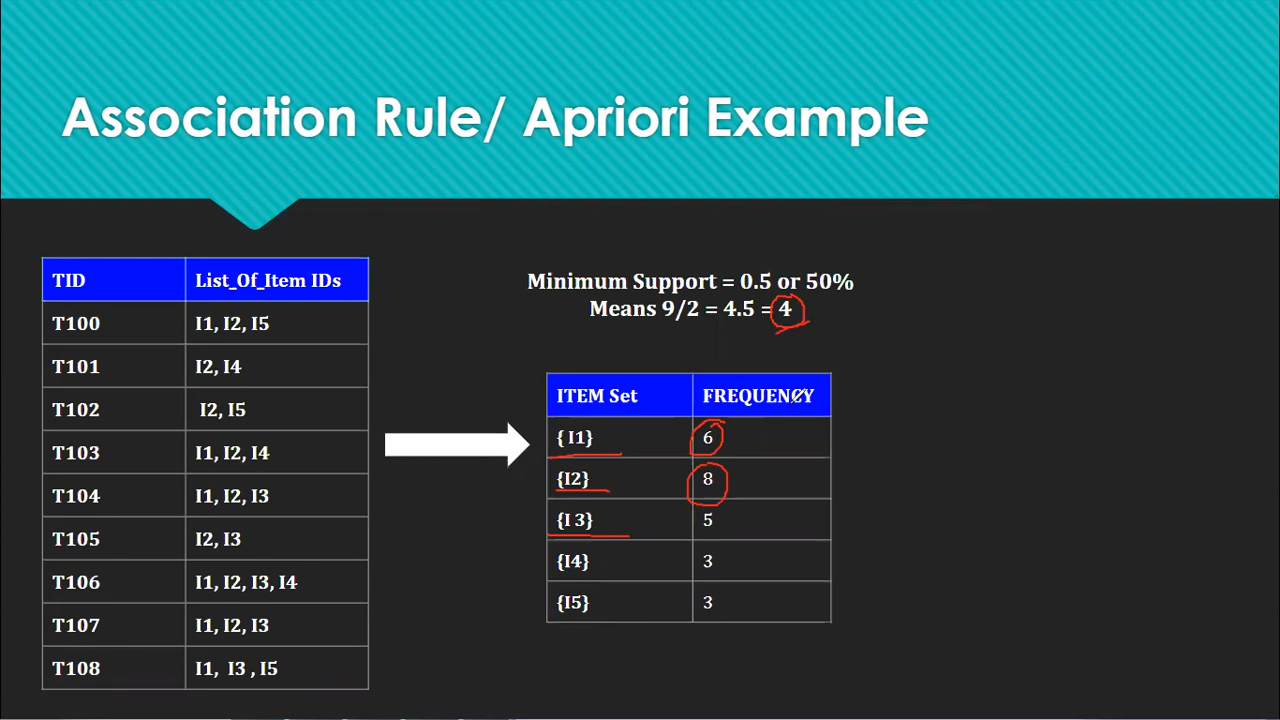 Association Rule/ Apriori Example
TID List_Of_Item IDs
T100 I1, I2, I5
T101 I2, I4
T102 I2, I5
T103 I1, I2, I4
T104 I1, I2, I3
T105 I2, I3
T106 I1, I2, I3, I4
T107 I1, I2, I3
T108 I1, I3 , I5
Minimum Support = 0.5 or 50%
Means 9/2 = 4.5 = 4
ITEM Set FREQUENCY
{ I1} 6
{I2} 8
{I 3} 5
{I4} 3
{I5} 3